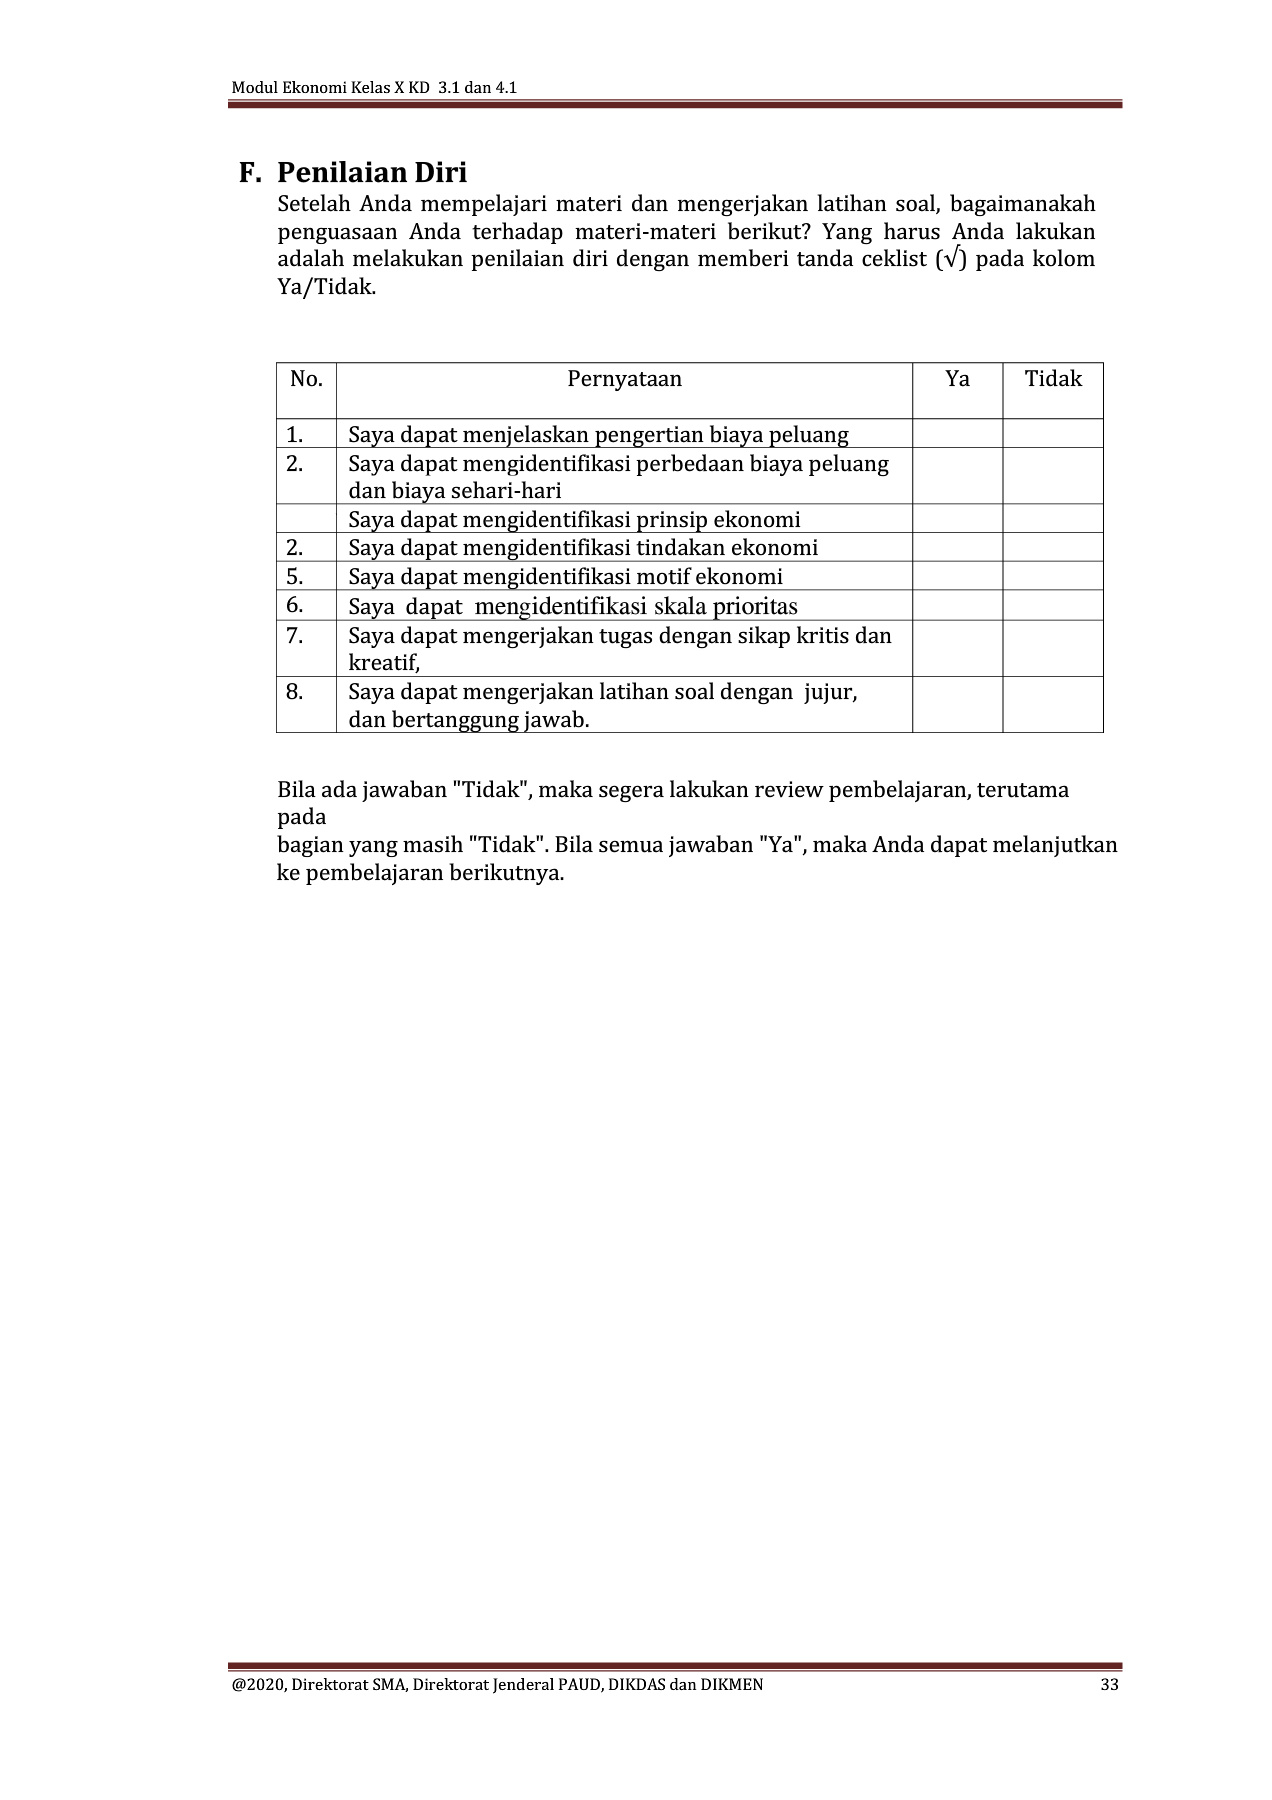 Modul Ekonomi Kelas X KD  3.1 dan 4.1
F. Penilaian Diri
Setelah Anda mempelajari materi dan mengerjakan latihan soal, bagaimanakah
penguasaan Anda terhadap materi-materi berikut? Yang harus Anda lakukan
adalah melakukan penilaian diri dengan memberi tanda ceklist (√) pada kolom
Ya/Tidak.
No. Pernyataan Ya Tidak
1. Saya dapat menjelaskan pengertian biaya peluang
2. Saya dapat mengidentifikasi perbedaan biaya peluang
dan biaya sehari-hari
Saya dapat mengidentifikasi prinsip ekonomi
2. Saya dapat mengidentifikasi tindakan ekonomi
5. Saya dapat mengidentifikasi motif ekonomi
6. Saya  dapat  mengidentifikasi skala prioritas
7. Saya dapat mengerjakan tugas dengan sikap kritis dan
kreatif,
8. Saya dapat mengerjakan latihan soal dengan  jujur,
dan bertanggung jawab.
Bila ada jawaban "Tidak", maka segera lakukan review pembelajaran, terutama
pada
bagian yang masih "Tidak". Bila semua jawaban "Ya", maka Anda dapat melanjutkan
ke pembelajaran berikutnya.
@2020, Direktorat SMA, Direktorat Jenderal PAUD, DIKDAS dan DIKMEN 33